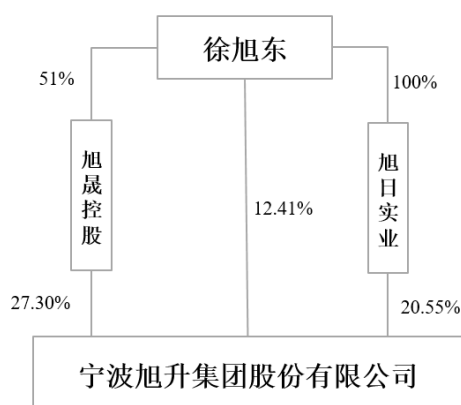 徐旭东
51%
100%
旭晟控股
旭日实业
12.41%
27.30%
20.55%
宁波旭升集团股份有限公司